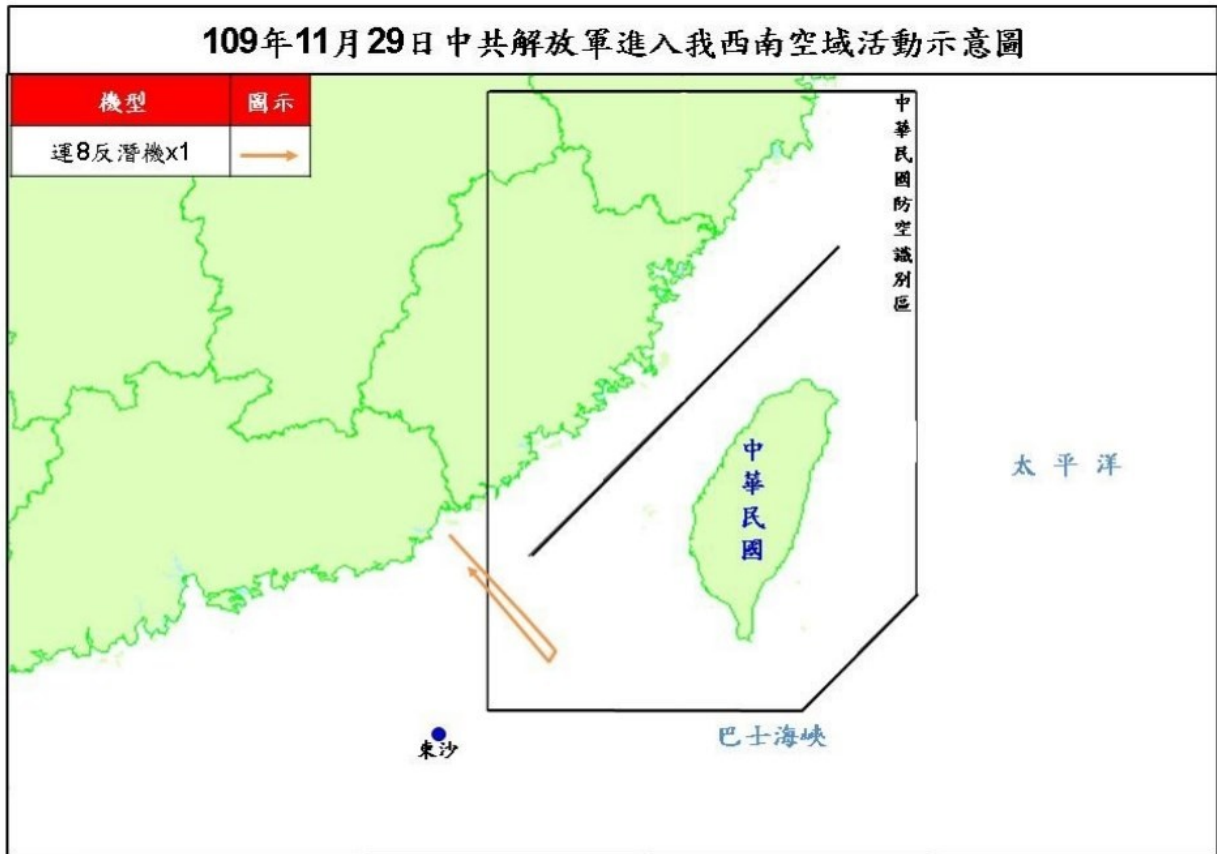 109年11月29日中共解放軍進入我西南空域活動示意圖
機型 圖示
運8反潛機x1
中華民國防空識別區
中華民國
太平洋
巴士海峽
東沙